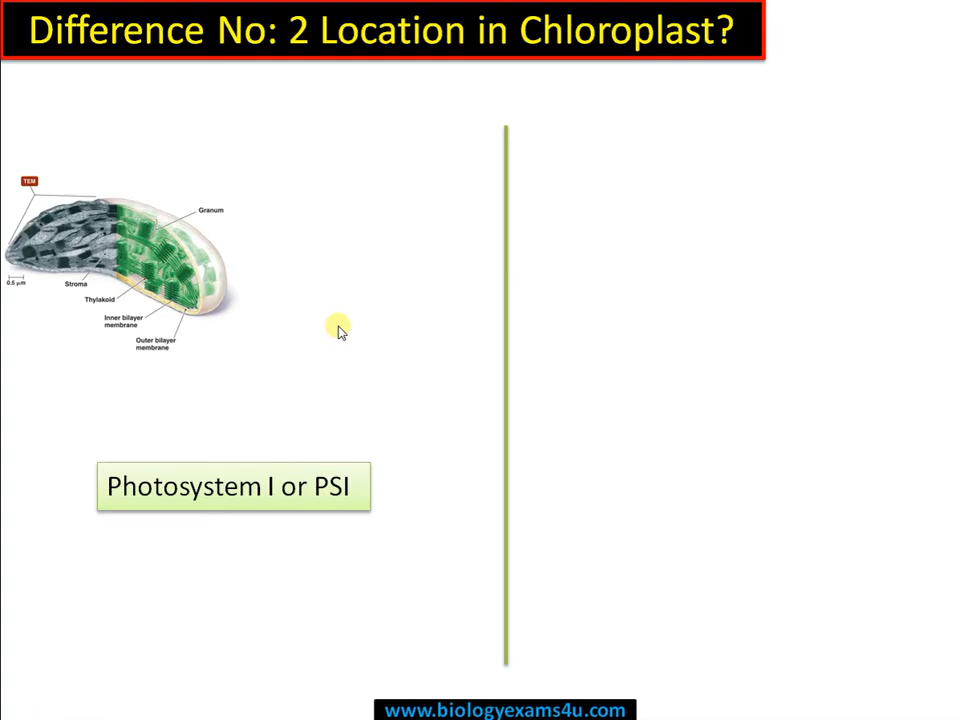 Difference No: 2 Location in Chloroplast?
TEM
Granum
0.5 μm
Stroma
Thylakoid
Inner bilayer
membrane
Outer bilayer
membrane
Photosystem I or PSI
www.biologyexams4u.com